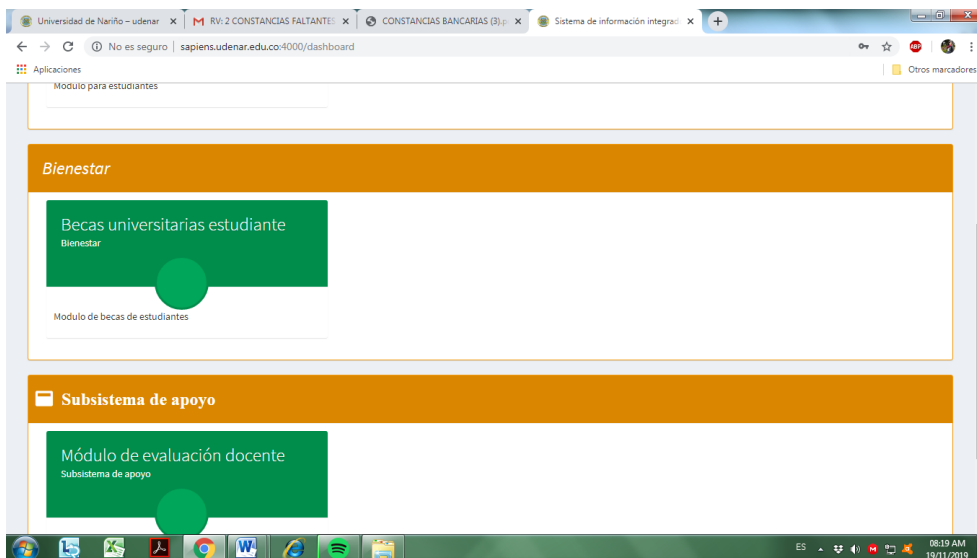 Universidad de Nariño – udenar
RV: 2 CONSTANCIAS FALTANTES
CONSTANCIAS BANCARIAS (3).p
Sistema de información integrad
No es seguro | sapiens.udenar.edu.co:4000/dashboard
ABP
Aplicaciones
Otros marcadores
Modulo para estudiantes
Bienestar
Becas universitarias estudiante
Bienestar
Modulo de becas de estudiantes
Subsistema de apoyo
Módulo de evaluación docente
Subsistema de apoyo
ES
08:19 AM
19/11/2019